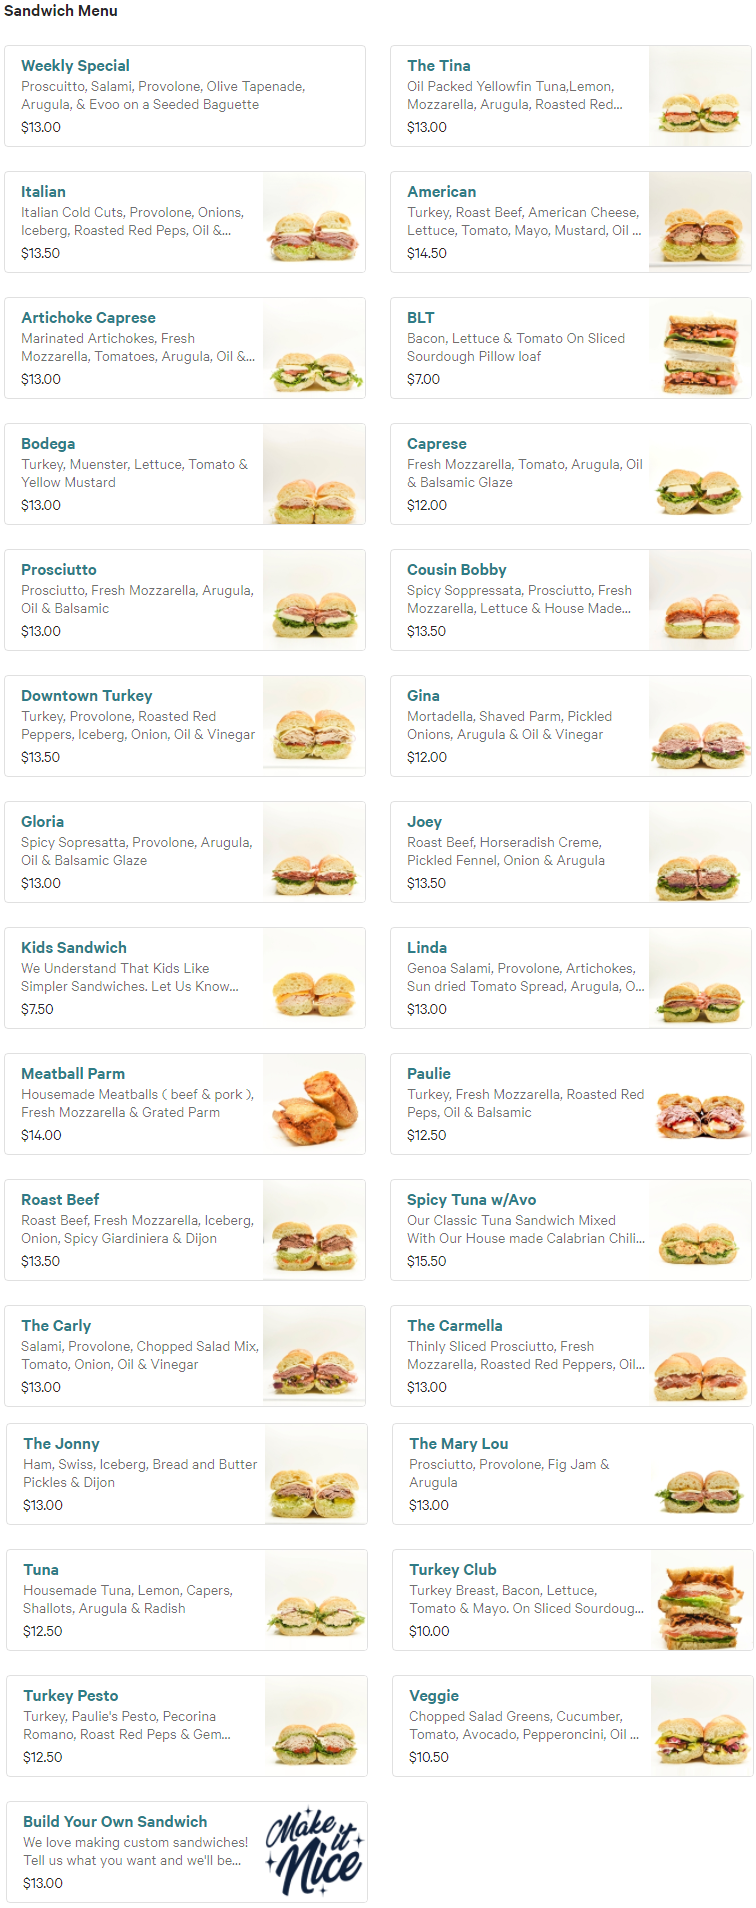 Sandwich Menu
Weekly Special
Proscuitto, Salami, Provolone, Olive Tapenade,
Arugula, & Evoo on a Seeded Baguette
$13.00
The Tina
Oil Packed Yellowfin Tuna,Lemon,
Mozzarella, Arugula, Roasted Red...
$13.00
Italian
Italian Cold Cuts, Provolone, Onions,
Iceberg, Roasted Red Peps, Oil &...
$13.50
American
Turkey, Roast Beef, American Cheese,
Lettuce, Tomato, Mayo, Mustard, Oil ...
$14.50
Artichoke Caprese
Marinated Artichokes, Fresh
Mozzarella, Tomatoes, Arugula, Oil &...
$13.00
BLT
Bacon, Lettuce & Tomato On Sliced
Sourdough Pillow loaf
$7.00
Bodega
Turkey, Muenster, Lettuce, Tomato &
Yellow Mustard
$13.00
Caprese
Fresh Mozzarella, Tomato, Arugula, Oil
& Balsamic Glaze
$12.00
Prosciutto
Prosciutto, Fresh Mozzarella, Arugula,
Oil & Balsamic
$13.00
Cousin Bobby
Spicy Soppressata, Prosciutto, Fresh
Mozzarella, Lettuce & House Made...
$13.50
Downtown Turkey
Turkey, Provolone, Roasted Red
Peppers, Iceberg, Onion, Oil & Vinegar
$13.50
Gina
Mortadella, Shaved Parm, Pickled
Onions, Arugula & Oil & Vinegar
$12.00
Gloria
Spicy Sopresatta, Provolone, Arugula,
Oil & Balsamic Glaze
$13.00
Joey
Roast Beef, Horseradish Creme,
Pickled Fennel, Onion & Arugula
$13.50
Kids Sandwich
We Understand That Kids Like
Simpler Sandwiches. Let Us Know...
$7.50
Linda
Genoa Salami, Provolone, Artichokes,
Sun dried Tomato Spread, Arugula, O...
$13.00
Meatball Parm
Housemade Meatballs ( beef & pork ),
Fresh Mozzarella & Grated Parm
$14.00
Paulie
Turkey, Fresh Mozzarella, Roasted Red
Peps, Oil & Balsamic
$12.50
Roast Beef
Roast Beef, Fresh Mozzarella, Iceberg,
Onion, Spicy Giardiniera & Dijon
$13.50
Spicy Tuna w/Avo
Our Classic Tuna Sandwich Mixed
With Our House made Calabrian Chili...
$15.50
The Carly
Salami, Provolone, Chopped Salad Mix,
Tomato, Onion, Oil & Vinegar
$13.00
The Carmella
Thinly Sliced Prosciutto, Fresh
Mozzarella, Roasted Red Peppers, Oil...
$13.00
The Jonny
Ham, Swiss, Iceberg, Bread and Butter
Pickles & Dijon
$13.00
The Mary Lou
Prosciutto, Provolone, Fig Jam &
Arugula
$13.00
Tuna
Housemade Tuna, Lemon, Capers,
Shallots, Arugula & Radish
$12.50
Turkey Club
Turkey Breast, Bacon, Lettuce,
Tomato & Mayo. On Sliced Sourdoug...
$10.00
Turkey Pesto
Turkey, Paulie's Pesto, Pecorina
Romano, Roast Red Peps & Gem...
$12.50
Veggie
Chopped Salad Greens, Cucumber,
Tomato, Avocado, Pepperoncini, Oil ...
$10.50
Build Your Own Sandwich
We love making custom sandwiches!
Tell us what you want and we'll be...
$13.00
Make
it
Nice